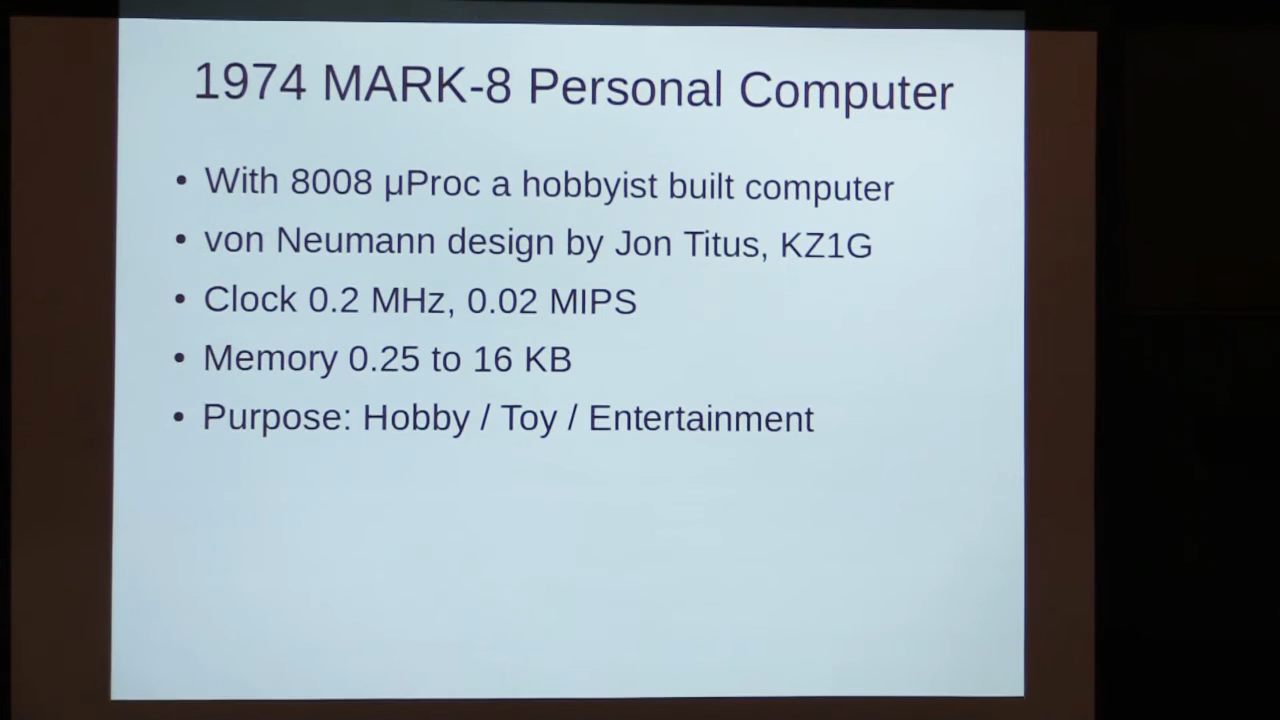 1974 MARK-8 Personal Computer
• With 8008 μProc a hobbyist built computer
• von Neumann design by Jon Titus, KZ1G
• Clock 0.2 MHz, 0.02 MIPS
• Memory 0.25 to 16 KB
• Purpose: Hobby / Toy / Entertainment